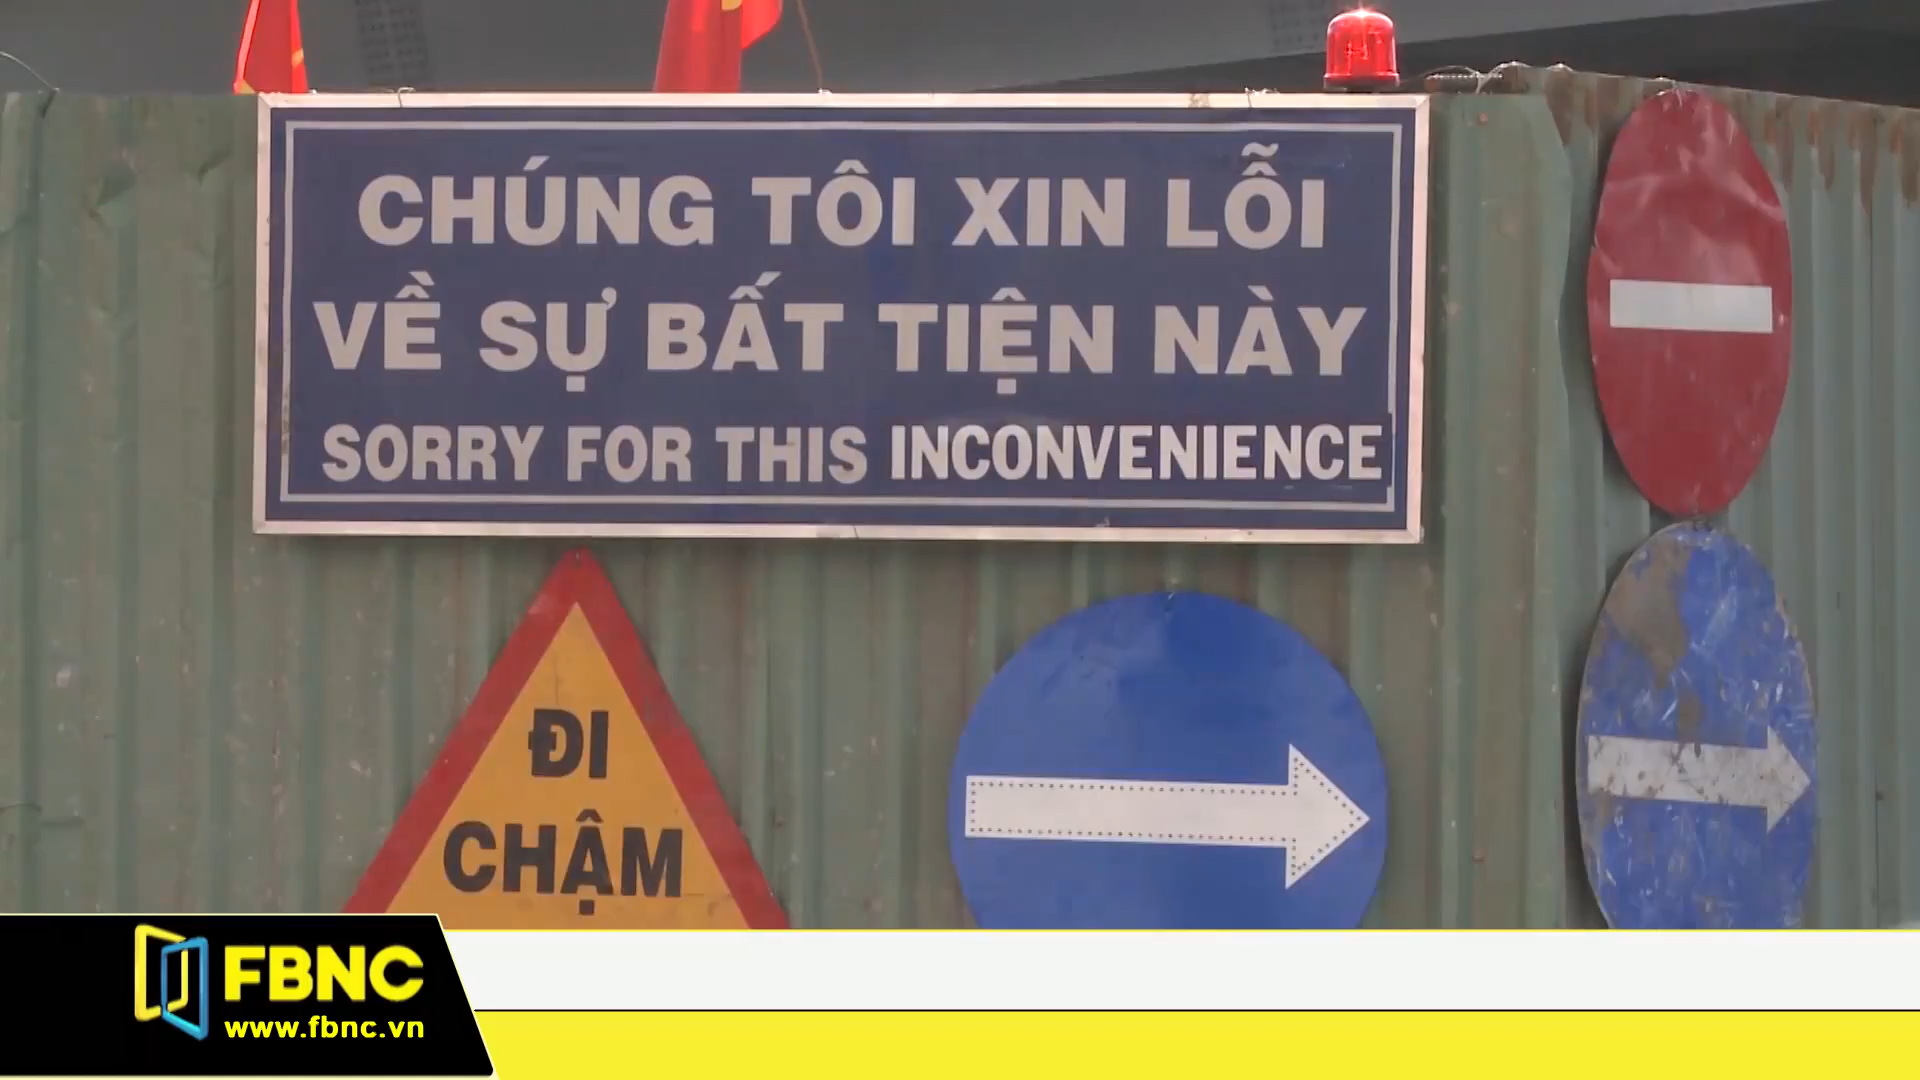 CHÚNG TÔI XIN LỖI
VỀ SỰ BẤT TIỆN NÀY
SORRY FOR THIS INCONVENIENCE
ĐI
CHẬM
FBNC
www.fbnc.vn